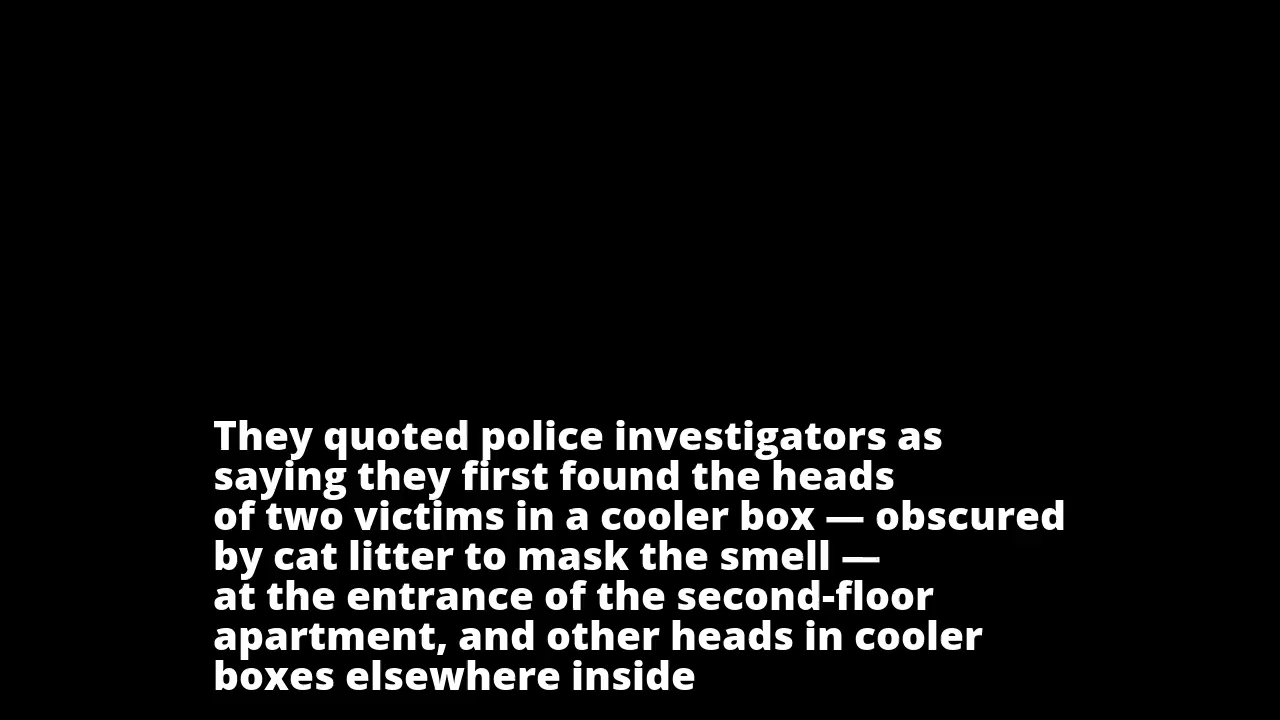 They quoted police investigators as
saying they first found the heads
of two victims in a cooler box — obscured
by cat litter to mask the smell —
at the entrance of the second-floor
apartment, and other heads in cooler
boxes elsewhere inside